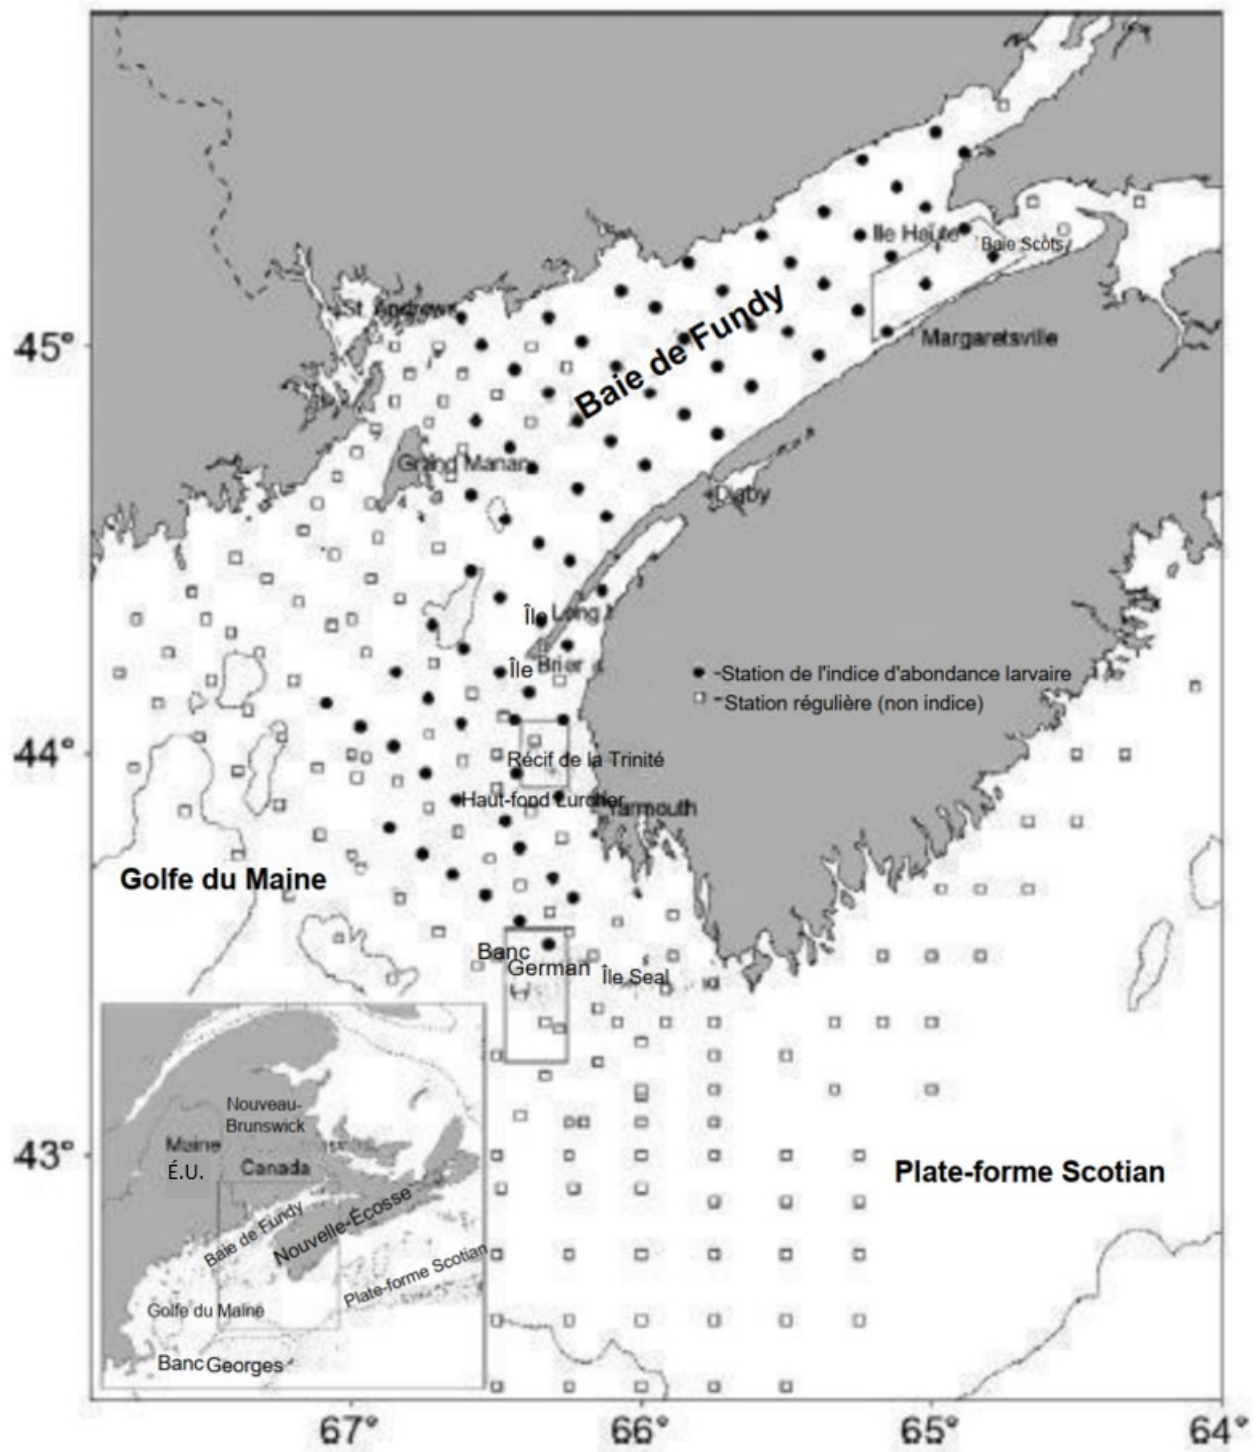 Ile Haute
Baie Scots
St. Andrews
45°
Baie de Fundy
Margaretsville
Grand Manan
Digby
Île Long I
Île Brier
-Station de l'indice d'abondance larvaire
-Station régulière (non indice)
44°
Récif de la Trinité
Haut-fond Lurcher
Yarmouth
Golfe du Maine
Banc
German
Île Seal
Nouveau-
Brunswick
Maine
É.U.
Canada
43°
Plate-forme Scotian
Baie de Fundy
Nouvelle-Écosse
Plate-forme Scotian
Golfe du Maine
Banc Georges
67°
66°
65°
64°